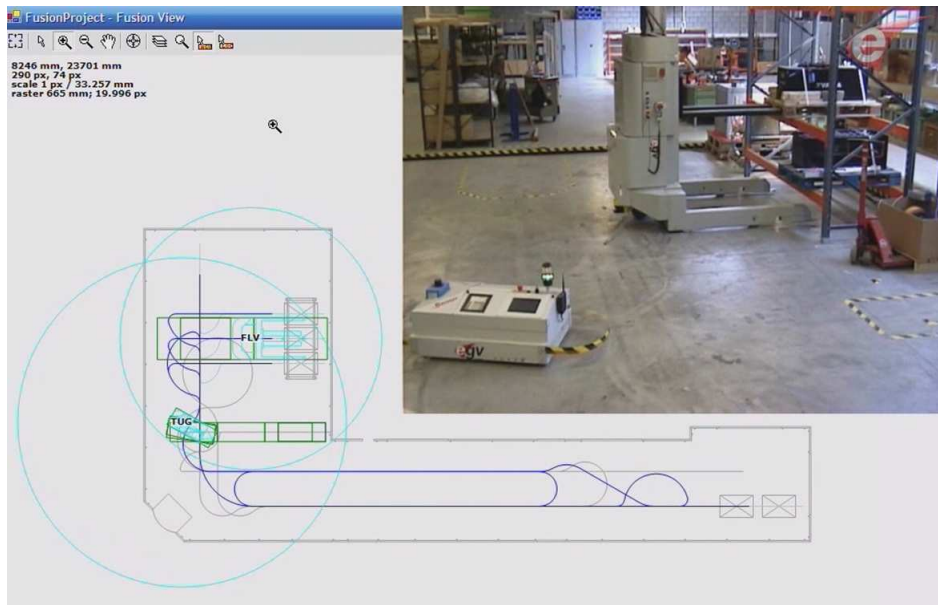 FusionProject - Fusion View
8246 mm, 23701 mm
290 px, 74 px
scale 1 px / 33.257 mm
raster 665 mm; 19.996 px
FLV
TUG
egv
e